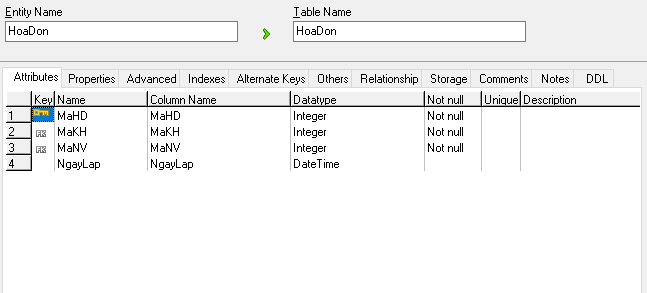 Entity Name Table Name
HoaDon HoaDon
Attributes Properties Advanced Indexes Alternate Keys Others Relationship Storage Comments Notes DDL
Key Name Column Name Datatype Not null Unique Description
1 MaHD MaHD Integer Not null
2 FK MaKH MaKH Integer Not null
3 FK MaNV MaNV Integer Not null
4 NgayLap NgayLap DateTime